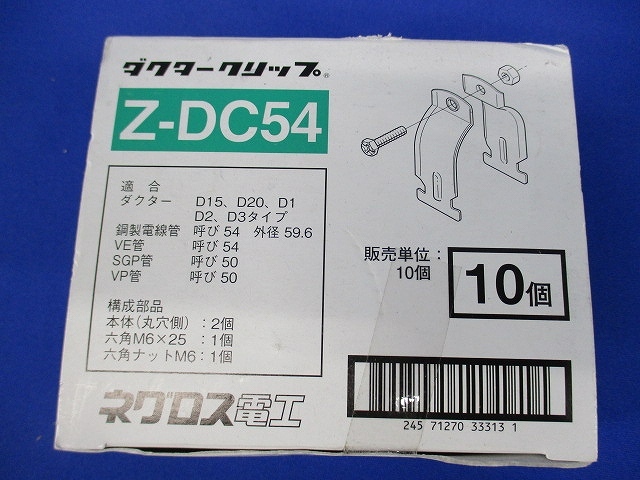 ダクタークリップ®
Z-DC54
適合
ダクター D15、D20、D1
D2、D3タイプ
鋼製電線管 呼び54 外径59.6
VE管 呼び54
SGP管 呼び50
VP管 呼び50
構成部品
本体(丸穴側):2個
六角M6×25:1個
六角ナットM6:1個
ネグロス電工
販売単位:
10個
10個
245 71270 33313 1